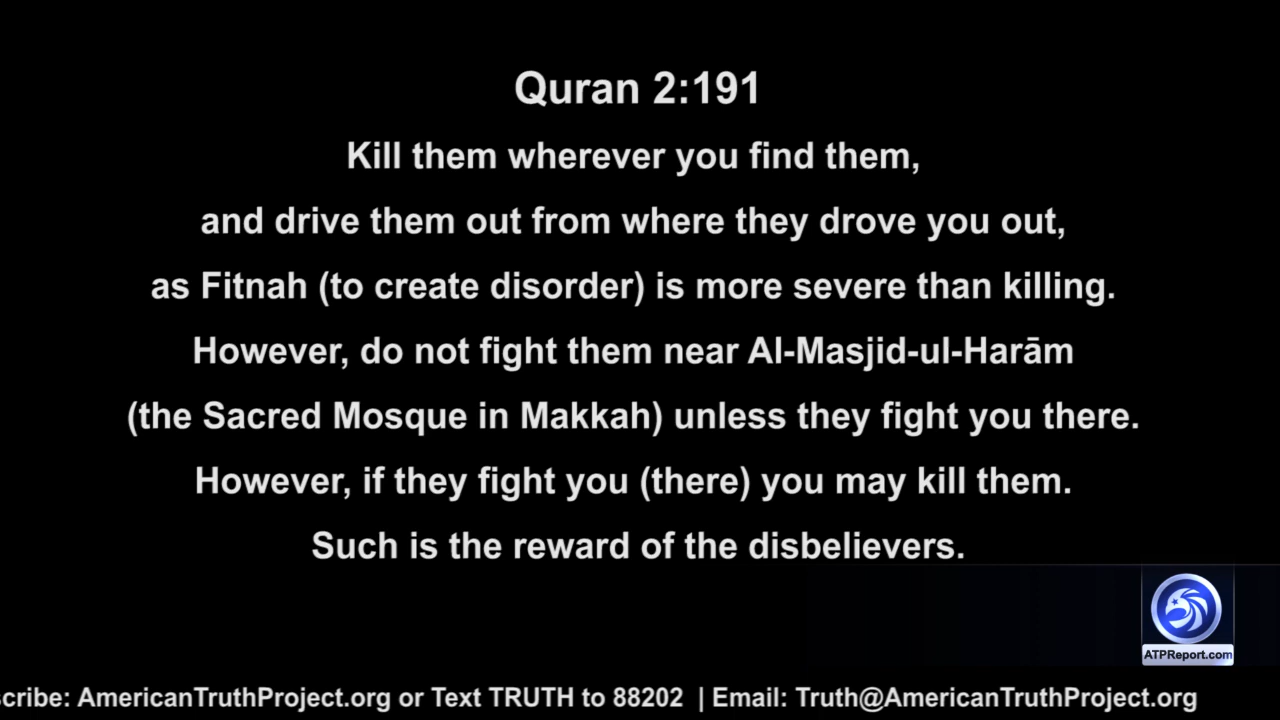 Quran 2:191
Kill them wherever you find them,
and drive them out from where they drove you out,
as Fitnah (to create disorder) is more severe than killing.
However, do not fight them near Al-Masjid-ul-Harām
(the Sacred Mosque in Makkah) unless they fight you there.
However, if they fight you (there) you may kill them.
Such is the reward of the disbelievers.
ATPReport.com
scribe: AmericanTruthProject.org or Text TRUTH to 88202 | Email: Truth@AmericanTruthProject.org